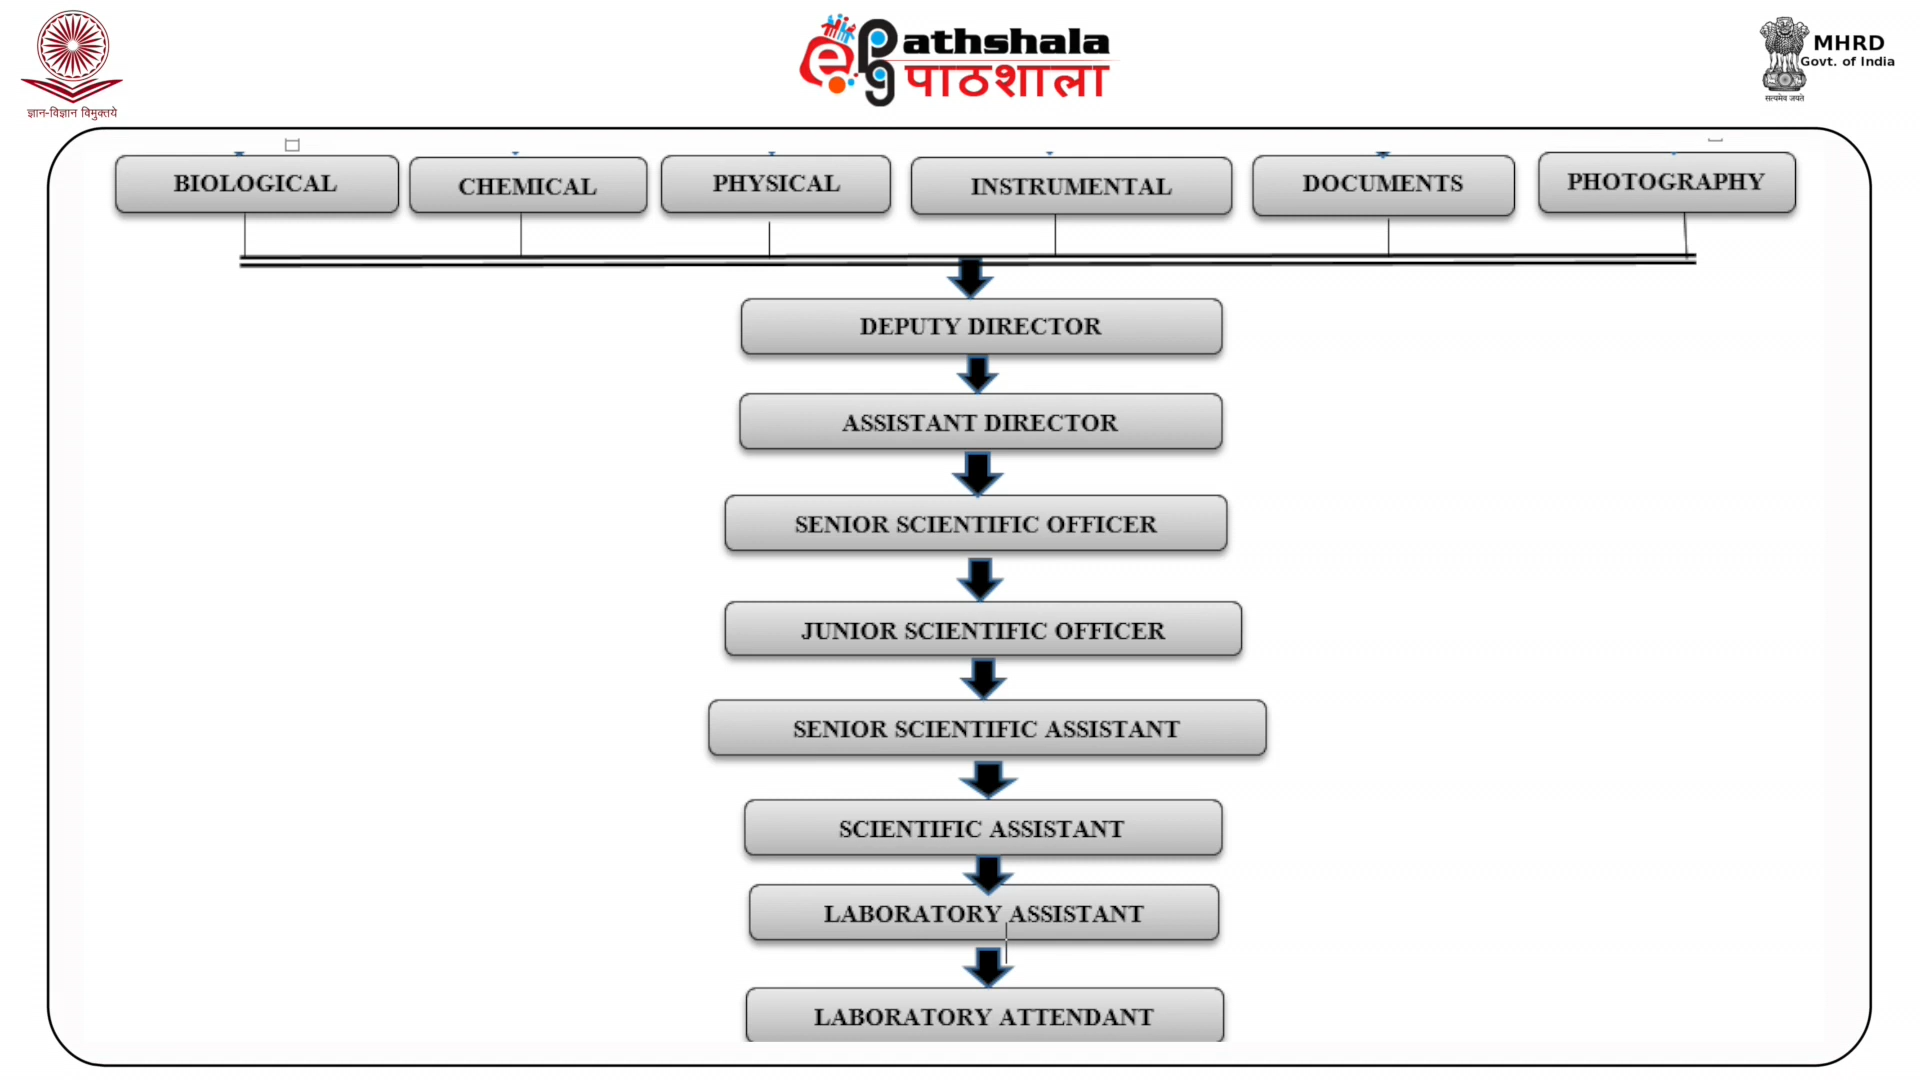 ज्ञान-विज्ञान विमुक्तये
e pg athshala
पाठशाला
MHRD
Govt. of India
सत्यमेव जयते
BIOLOGICAL
CHEMICAL
PHYSICAL
INSTRUMENTAL
DOCUMENTS
PHOTOGRAPHY
DEPUTY DIRECTOR
ASSISTANT DIRECTOR
SENIOR SCIENTIFIC OFFICER
JUNIOR SCIENTIFIC OFFICER
SENIOR SCIENTIFIC ASSISTANT
SCIENTIFIC ASSISTANT
LABORATORY ASSISTANT
LABORATORY ATTENDANT